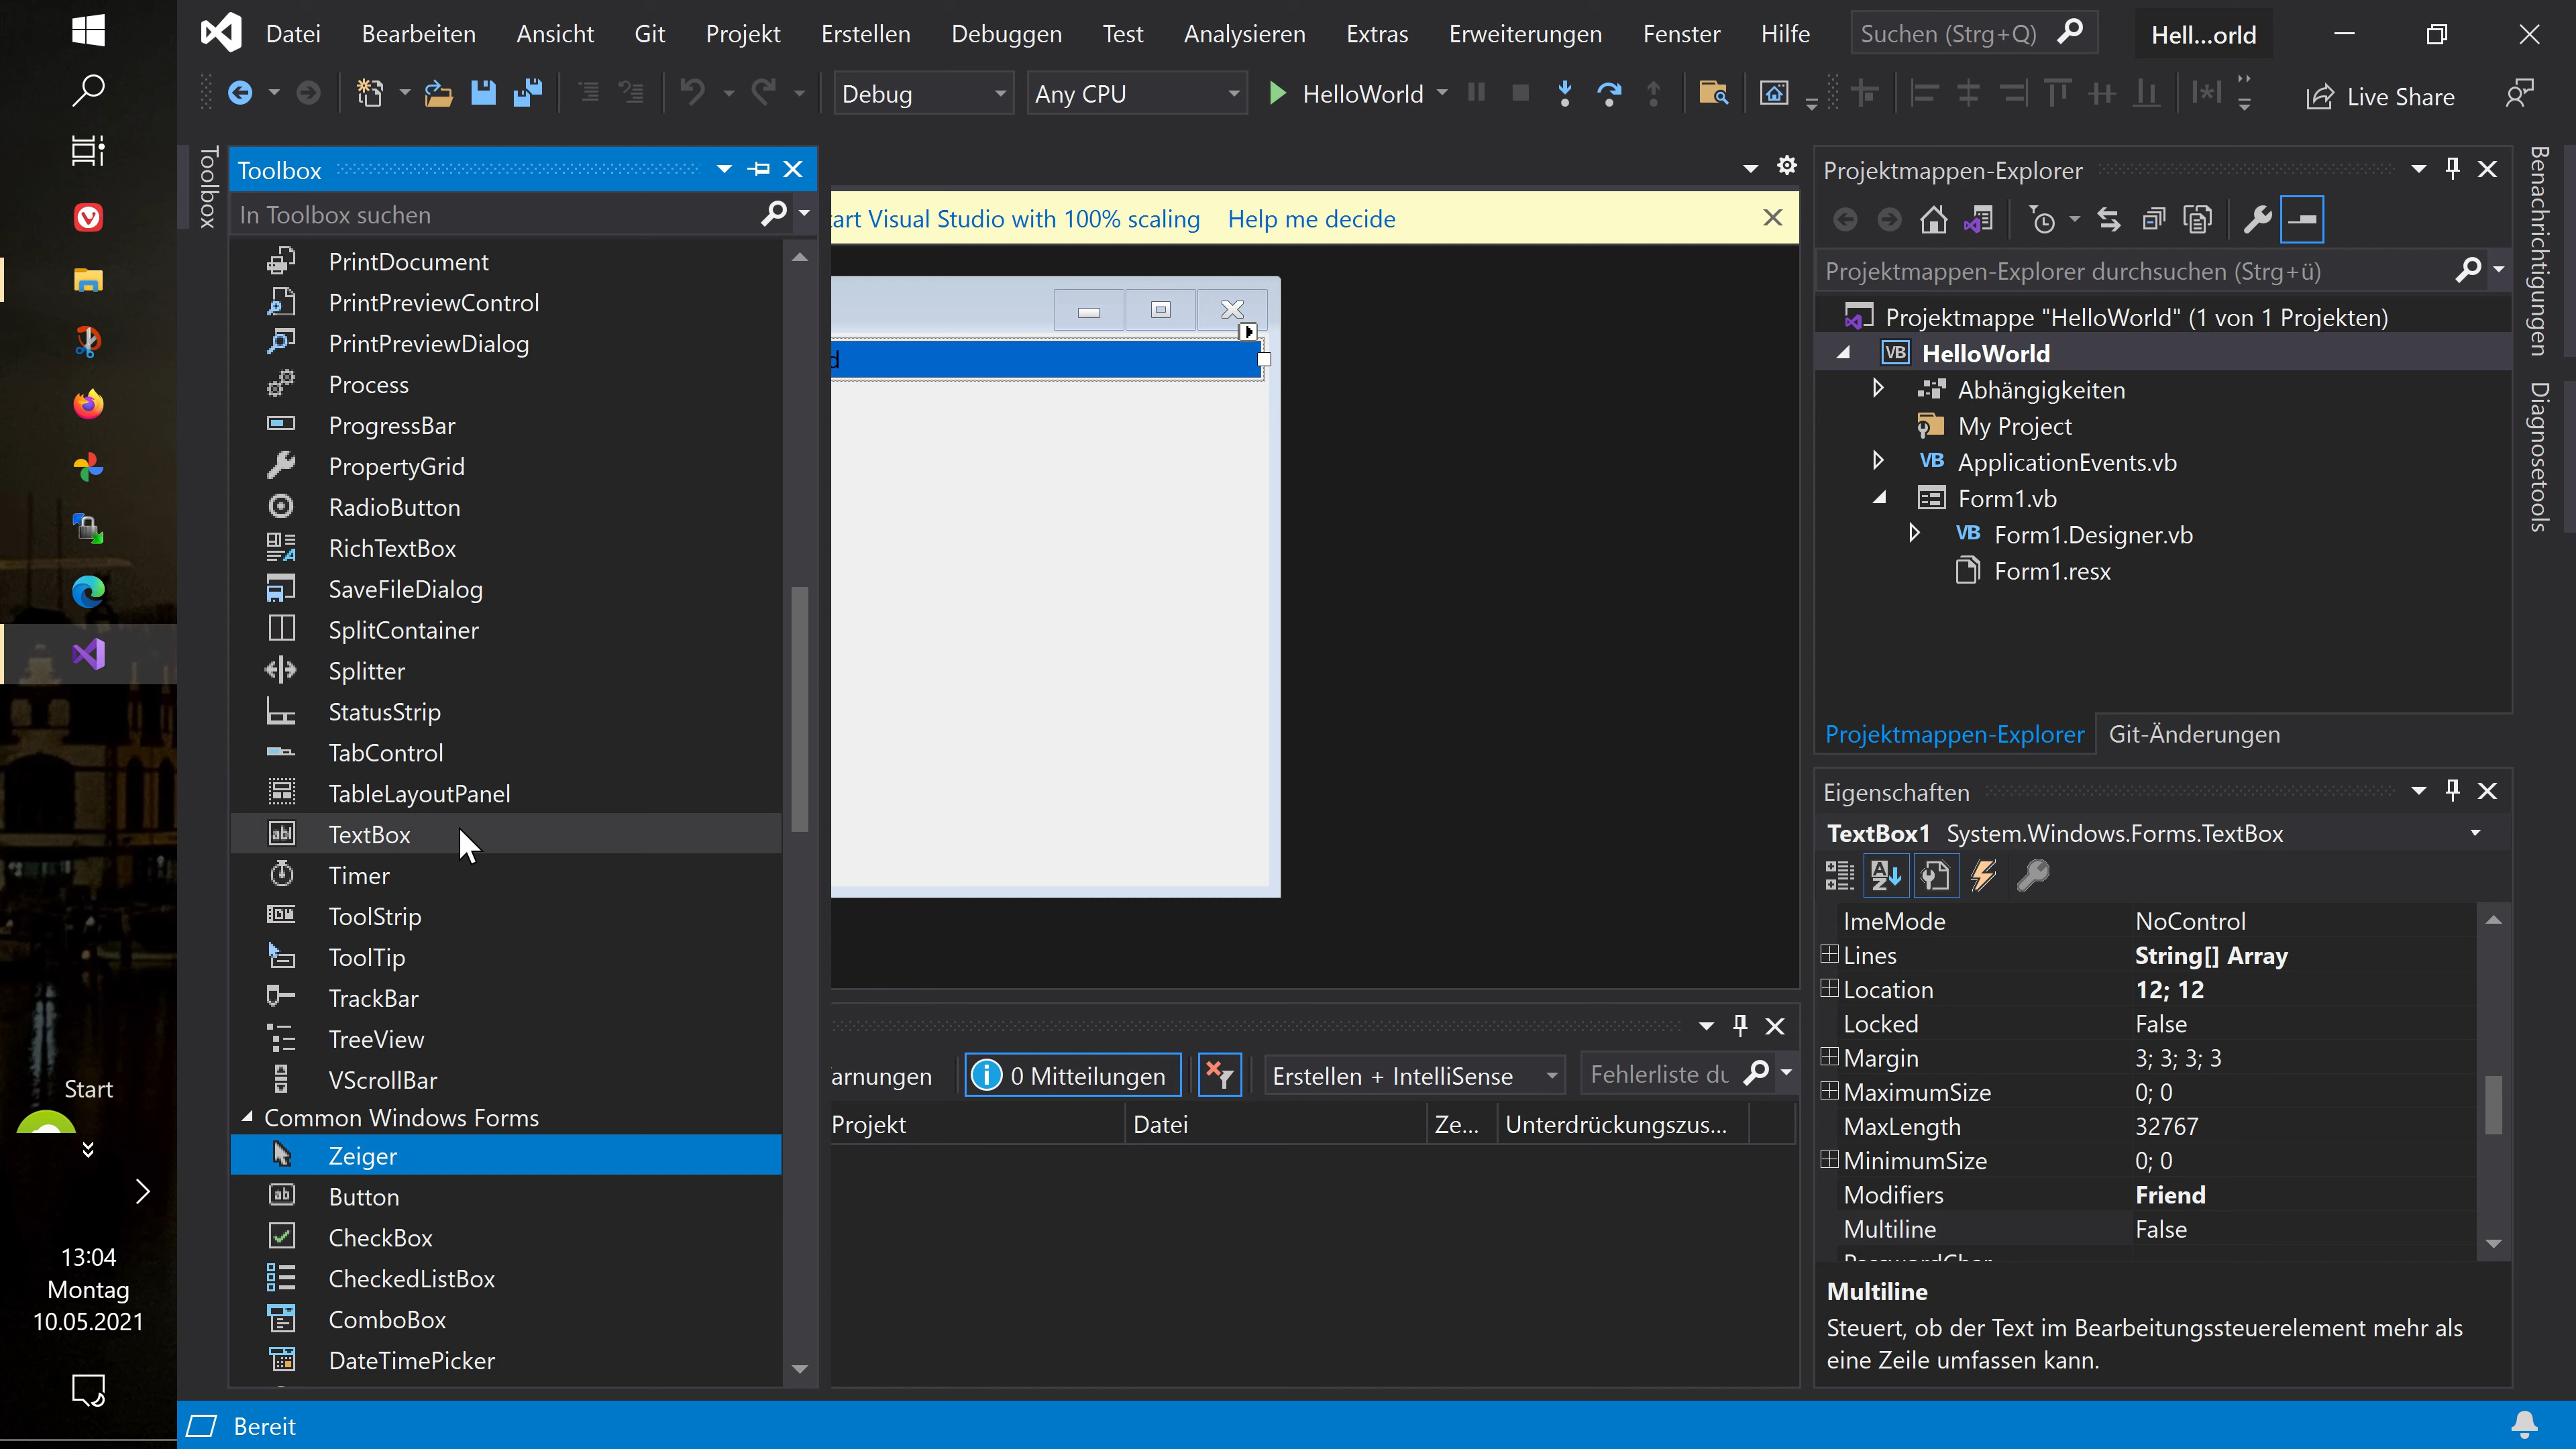 Datei Bearbeiten Ansicht Git Projekt Erstellen Debuggen Test Analysieren Extras Erweiterungen Fenster Hilfe Suchen (Strg+Q) Hell...orld
Debug Any CPU HelloWorld Live Share
Toolbox
Toolbox
In Toolbox suchen
PrintDocument
PrintPreviewControl
PrintPreviewDialog
Process
ProgressBar
PropertyGrid
RadioButton
RichTextBox
SaveFileDialog
SplitContainer
Splitter
StatusStrip
TabControl
TableLayoutPanel
TextBox
Timer
ToolStrip
ToolTip
TrackBar
TreeView
VScrollBar
Common Windows Forms
Zeiger
Button
CheckBox
CheckedListBox
ComboBox
DateTimePicker
art Visual Studio with 100% scaling Help me decide
d
arnungen 0 Mitteilungen Erstellen + IntelliSense Fehlerliste du
Projekt Datei Ze... Unterdrückungszus...
Projektmappen-Explorer
Projektmappen-Explorer durchsuchen (Strg+ü)
Projektmappe "HelloWorld" (1 von 1 Projekten)
VB HelloWorld
Abhängigkeiten
My Project
VB ApplicationEvents.vb
Form1.vb
VB Form1.Designer.vb
Form1.resx
Projektmappen-Explorer Git-Änderungen
Eigenschaften
TextBox1 System.Windows.Forms.TextBox
ImeMode NoControl
Lines String[] Array
Location 12; 12
Locked False
Margin 3; 3; 3; 3
MaximumSize 0; 0
MaxLength 32767
MinimumSize 0; 0
Modifiers Friend
Multiline False
PasswordChar
Multiline
Steuert, ob der Text im Bearbeitungssteuerelement mehr als
eine Zeile umfassen kann.
Benachrichtigungen
Diagnosetools
Start
13:04
Montag
10.05.2021
Bereit